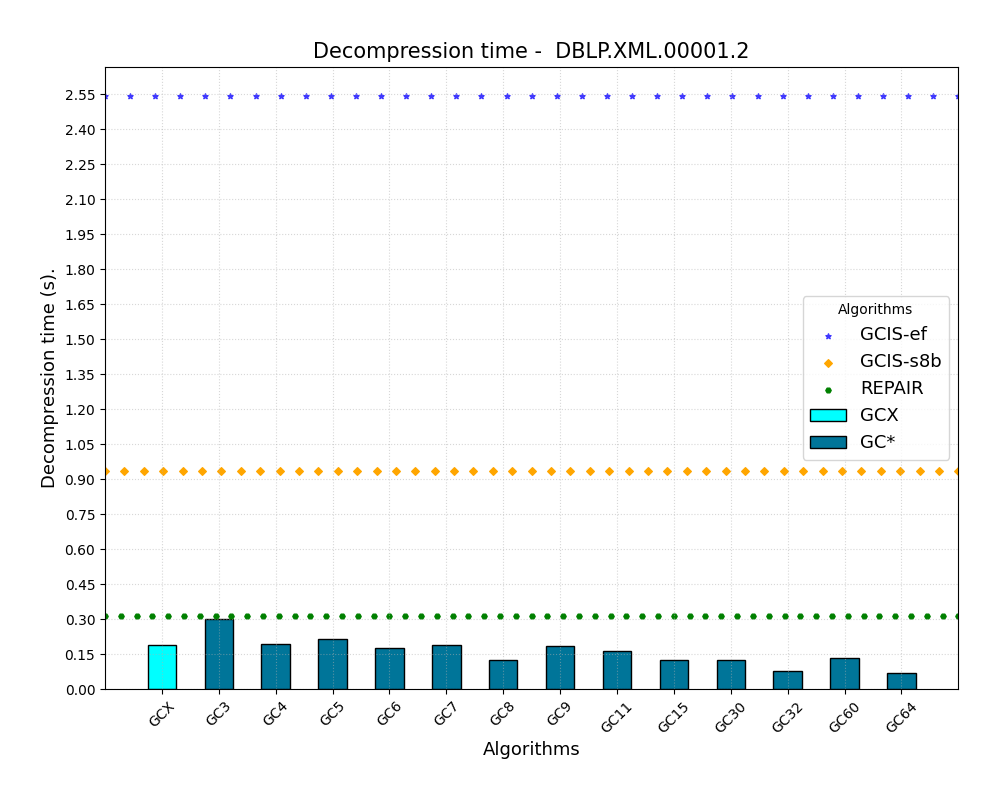 Decompression time -  DBLP.XML.00001.2
Decompression time (s).
2.55
2.40
2.25
2.10
1.95
1.80
1.65
1.50
1.35
1.20
1.05
0.90
0.75
0.60
0.45
0.30
0.15
0.00
Algorithms
GCIS-ef
GCIS-s8b
REPAIR
GCX
GC*
GCX GC3 GC4 GC5 GC6 GC7 GC8 GC9 GC11 GC15 GC30 GC32 GC60 GC64
Algorithms